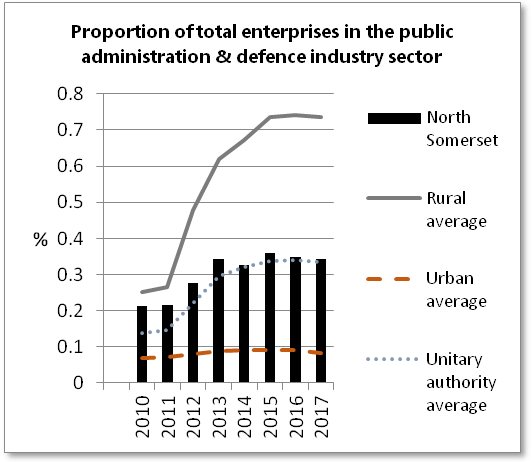 Proportion of total enterprises in the public
administration & defence industry sector
0.8
0.7
0.6
0.5
0.4
0.3
0.2
0.1
0
%
2010
2011
2012
2013
2014
2015
2016
2017
North
Somerset
Rural
average
Urban
average
Unitary
authority
average